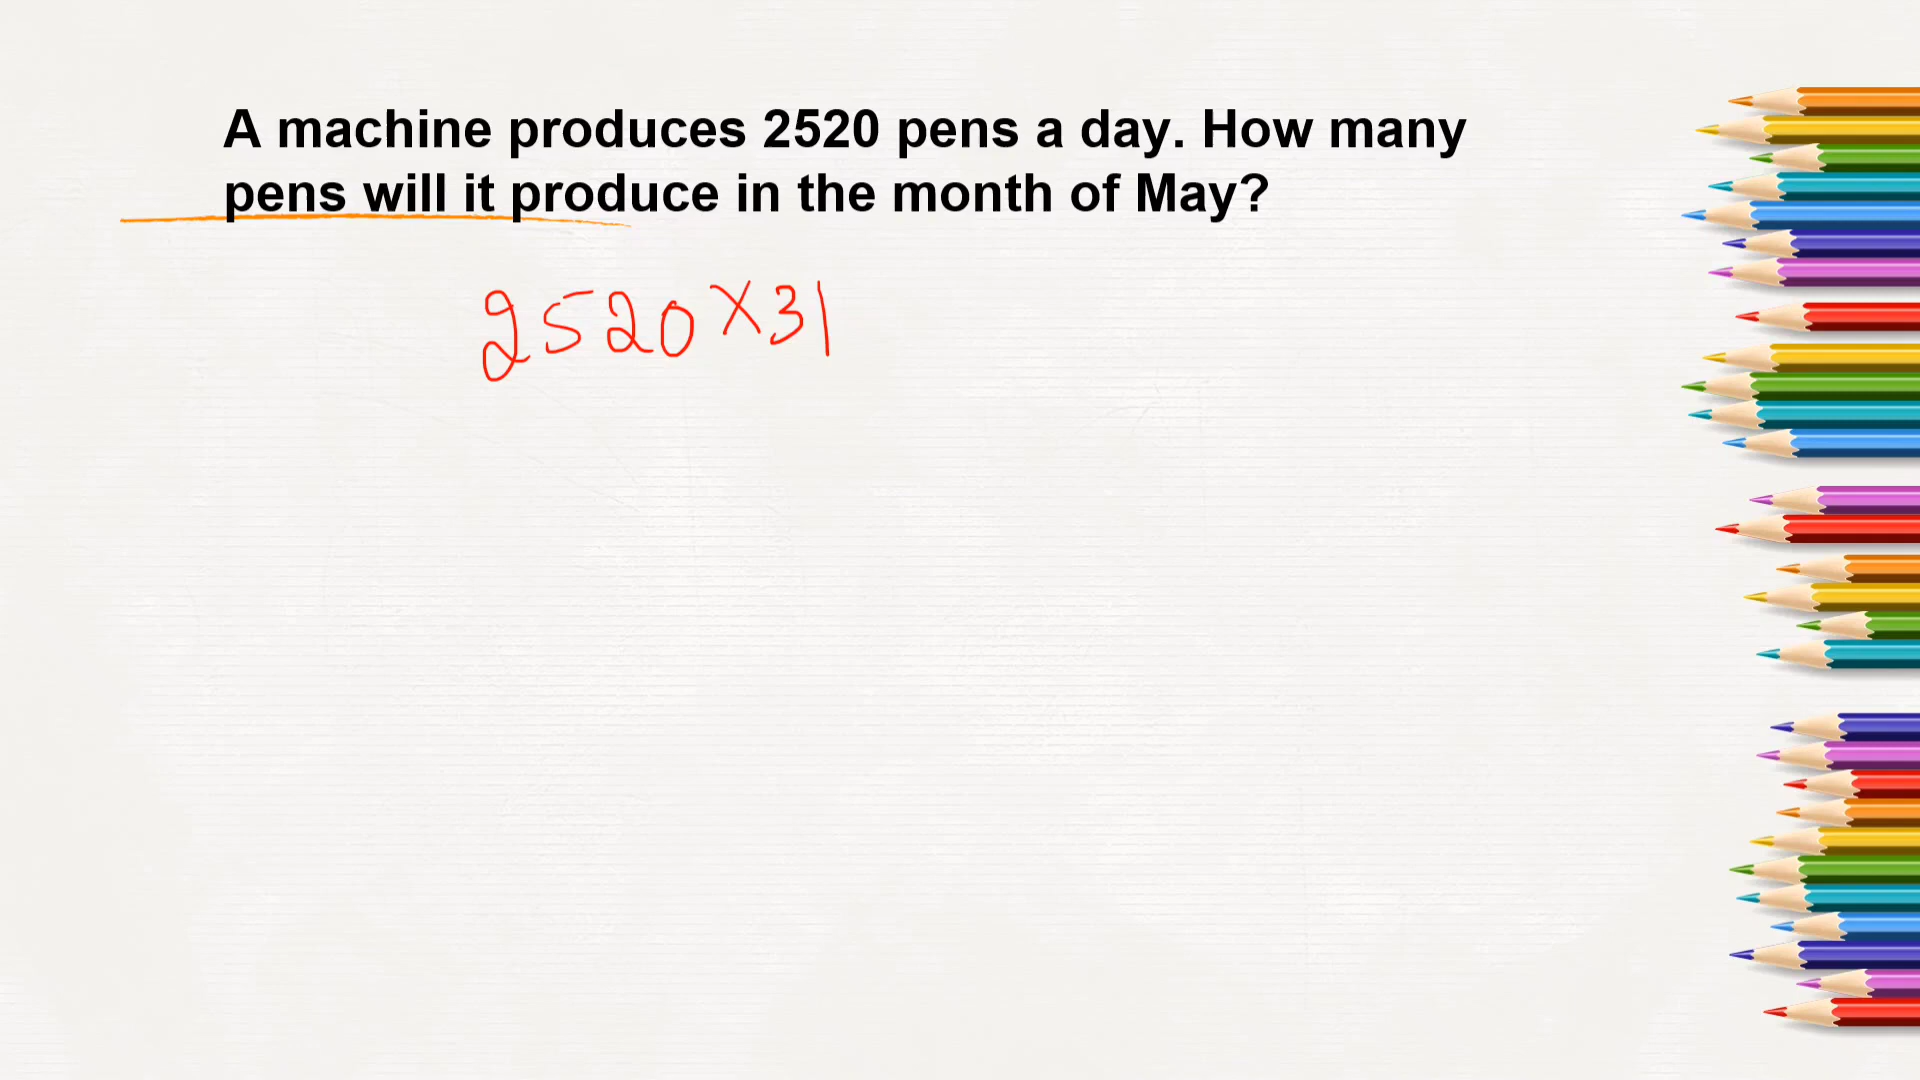 A machine produces 2520 pens a day. How many
pens will it produce in the month of May?
2520×31